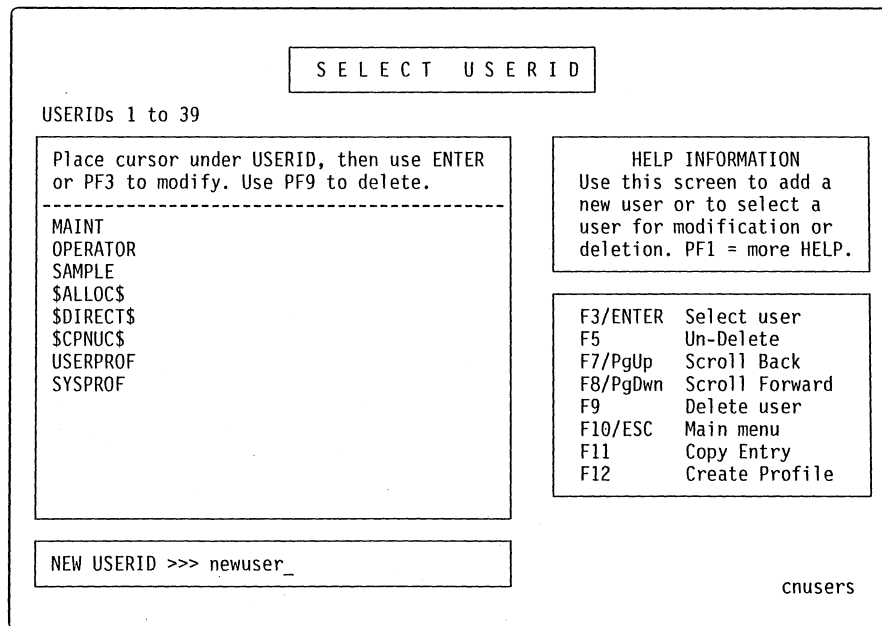 S E L E C T   U S E R I D
USERIDs 1 to 39
Place cursor under USERID, then use ENTER
or PF3 to modify. Use PF9 to delete.
MAINT
OPERATOR
SAMPLE
$ALLOC$
$DIRECT$
$CPNUC$
USERPROF
SYSPROF
NEW USERID >>> newuser_
HELP INFORMATION
Use this screen to add a
new user or to select a
user for modification or
deletion. PF1 = more HELP.
F3/ENTER Select user
F5 Un-Delete
F7/PgUp Scroll Back
F8/PgDwn Scroll Forward
F9 Delete user
F10/ESC Main menu
F11 Copy Entry
F12 Create Profile
cnusers